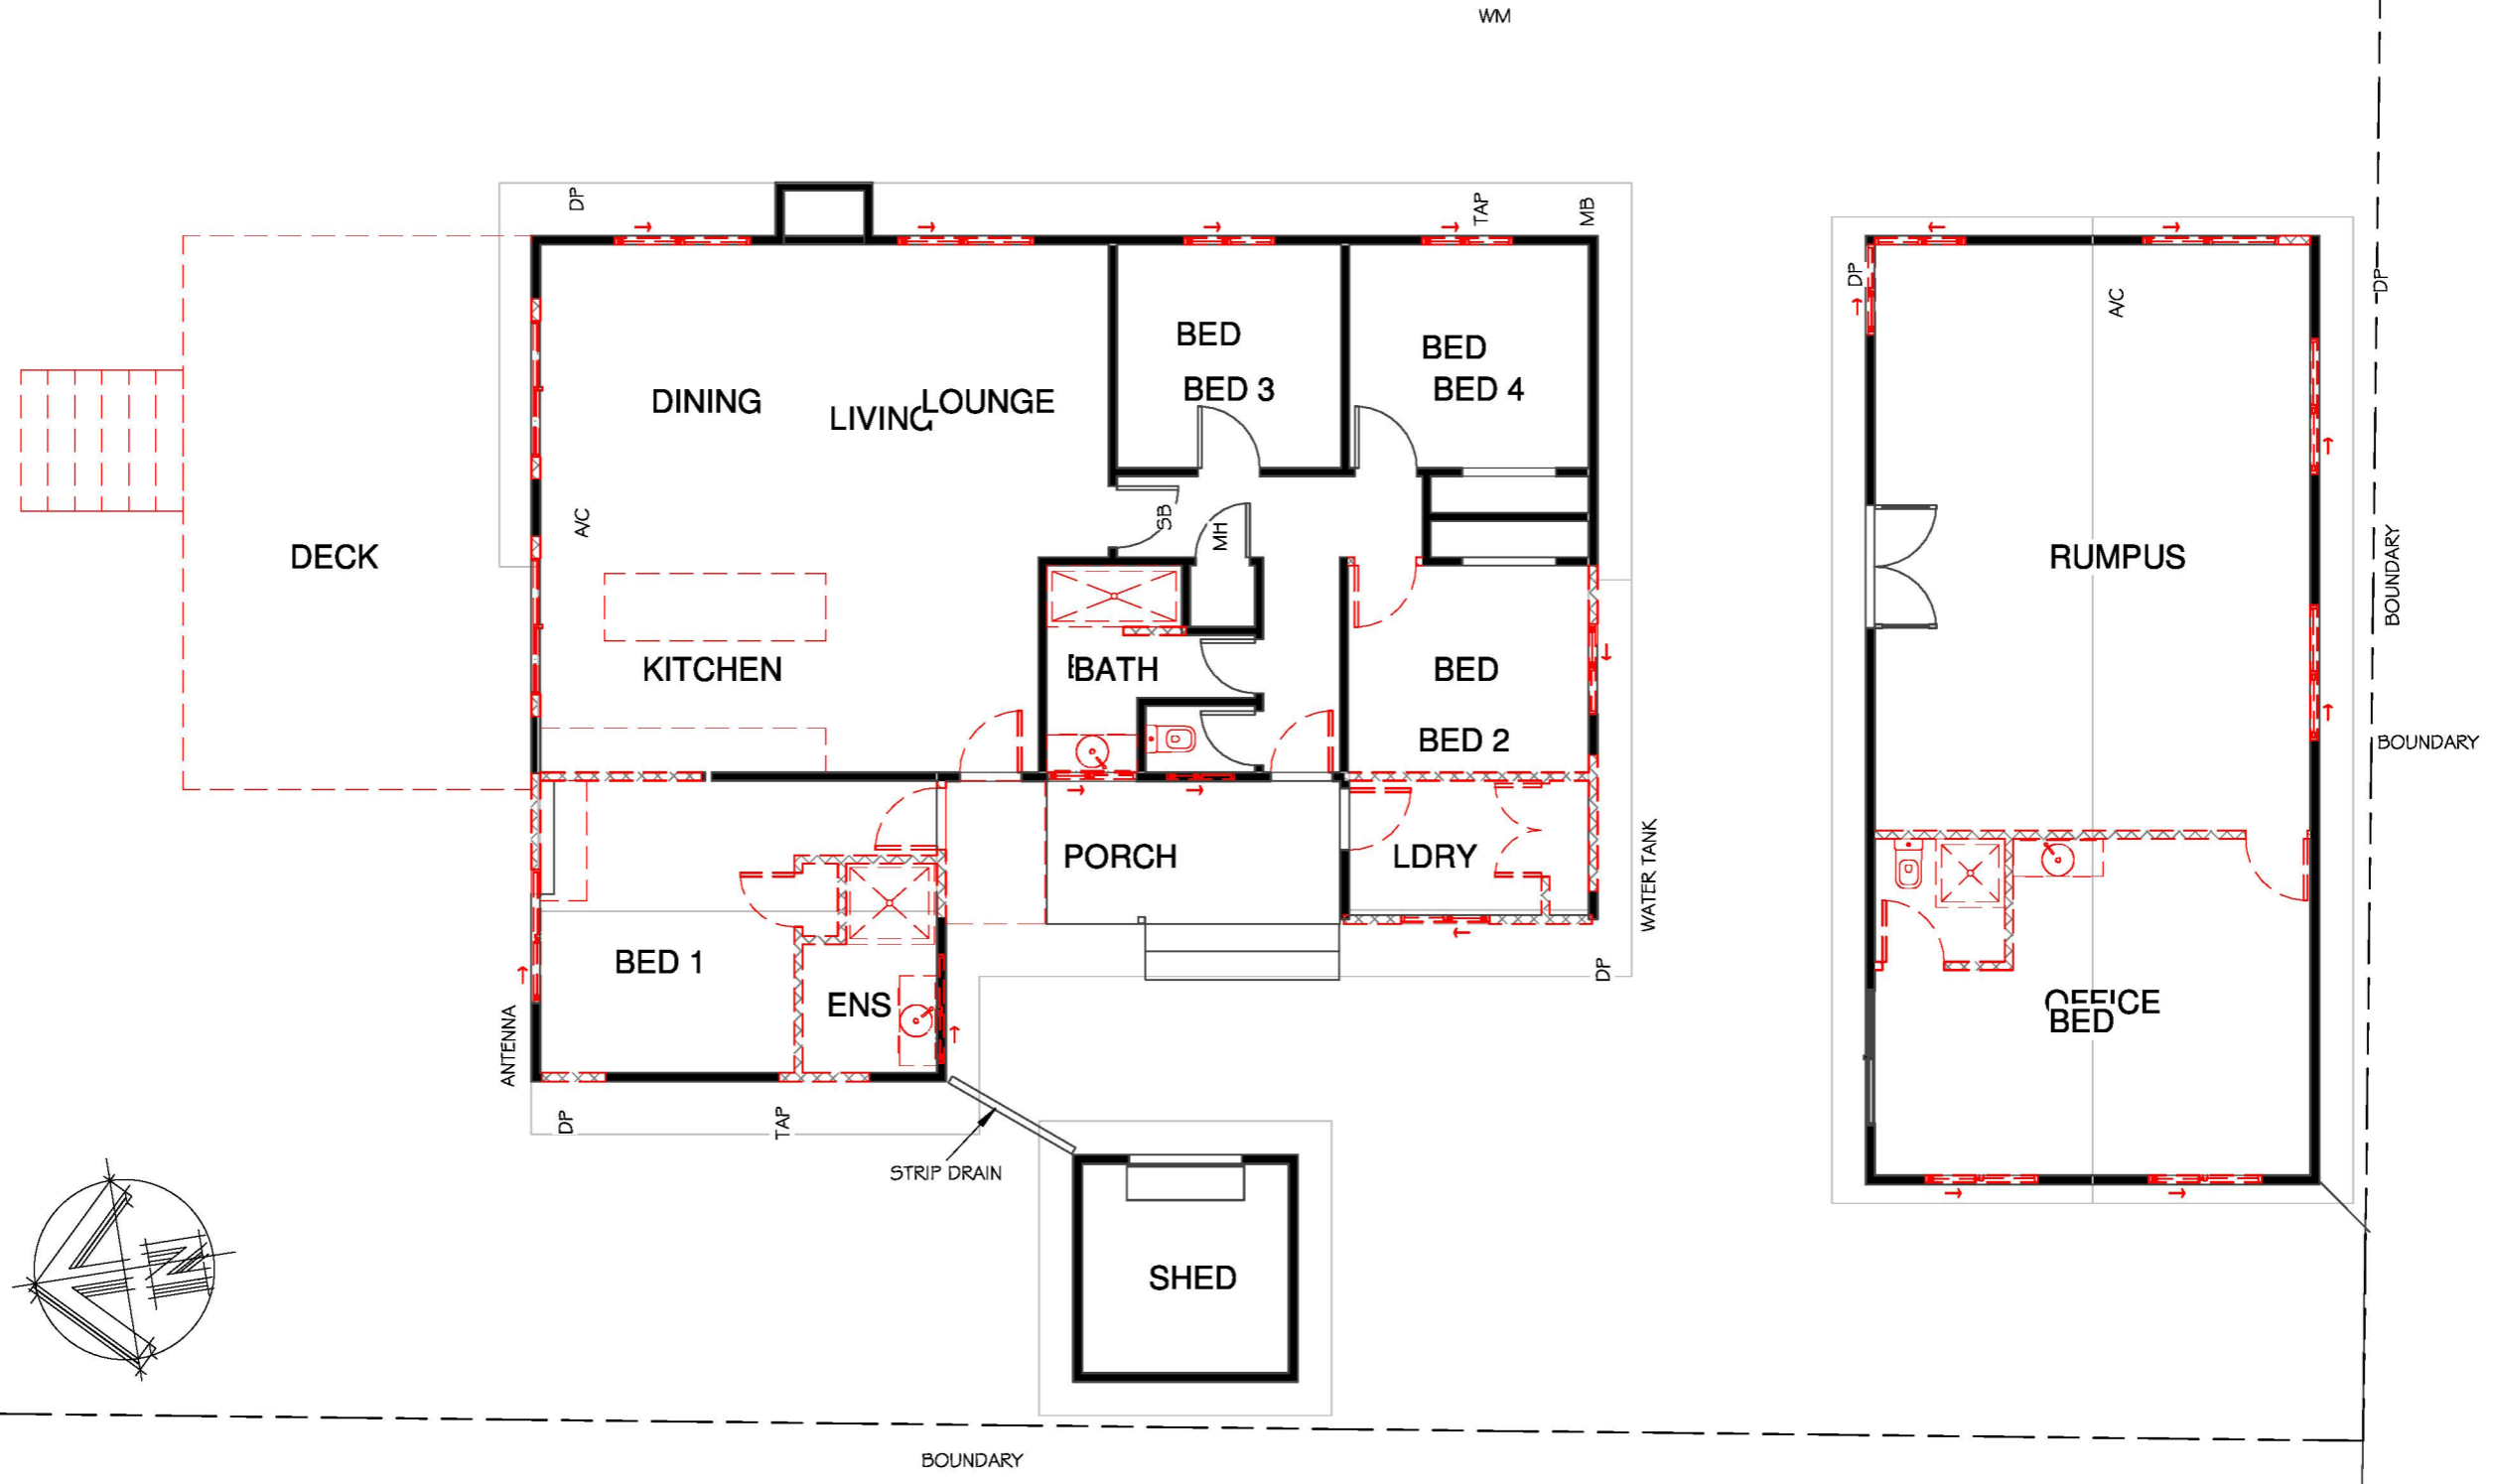 WM
DP
TAP
MB
DP
DP
A/C
BED
BED
BED 3
BED 4
DINING
LIVING
LOUNGE
A/C
SB
MH
DECK
RUMPUS
BOUNDARY
KITCHEN
BATH
BED
BED 2
BOUNDARY
PORCH
LDRY
WATER TANK
BED 1
ENS
DP
OFFICE
BED
ANTENNA
DP
TAP
STRIP DRAIN
SHED
BOUNDARY